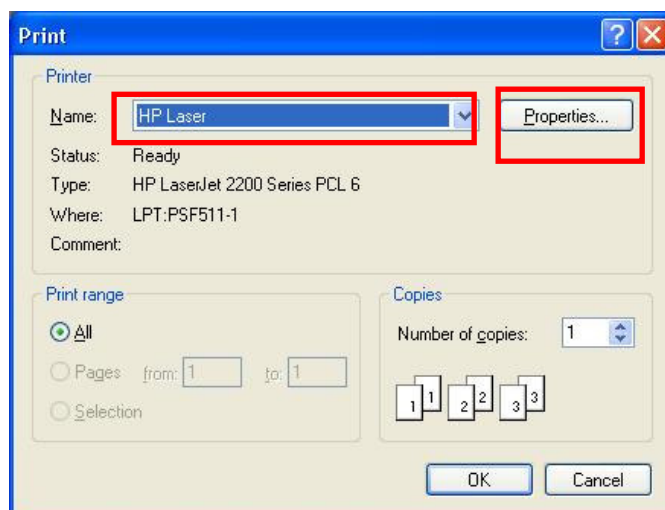 Print
Printer
Name: HP Laser Properties...
Status: Ready
Type: HP LaserJet 2200 Series PCL 6
Where: LPT:PSF511-1
Comment:
Print range
All
Pages from: 1 to: 1
Selection
Copies
Number of copies: 1
1 1 2 2 3 3
OK Cancel